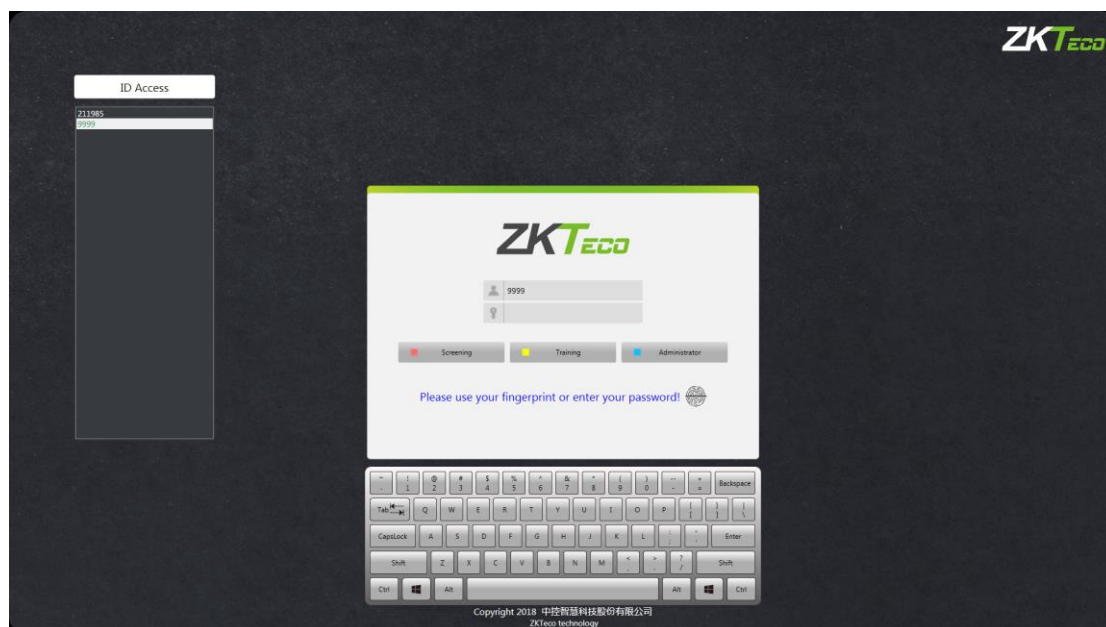 ZKTECO
ID Access
211985
9999
ZKTECO
9999
Screening Training Administrator
Please use your fingerprint or enter your password!
~ ! @ # $ % ^ & * ( ) +
1 2 3 4 5 6 7 8 9 0 - = Backspace
Tab Q W E R T Y U I O P { [ } ] | \
CapsLock A S D F G H J K L : ; Enter
Shift Z X C V B N M < > ? / Shift
Ctrl Alt Alt Ctrl
Copyright 2018 中控智慧科技股份有限公司
ZKTeco technology